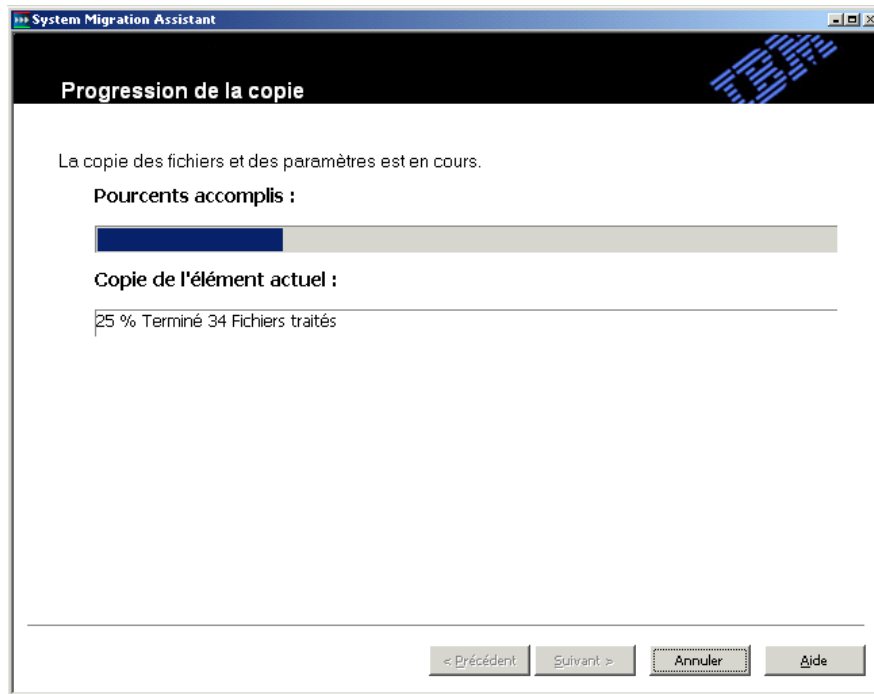 System Migration Assistant
IBM
Progression de la copie
La copie des fichiers et des paramètres est en cours.
Pourcents accomplis :
Copie de l'élément actuel :
25 % Terminé 34 Fichiers traités
< Précédent Suivant > Annuler Aide